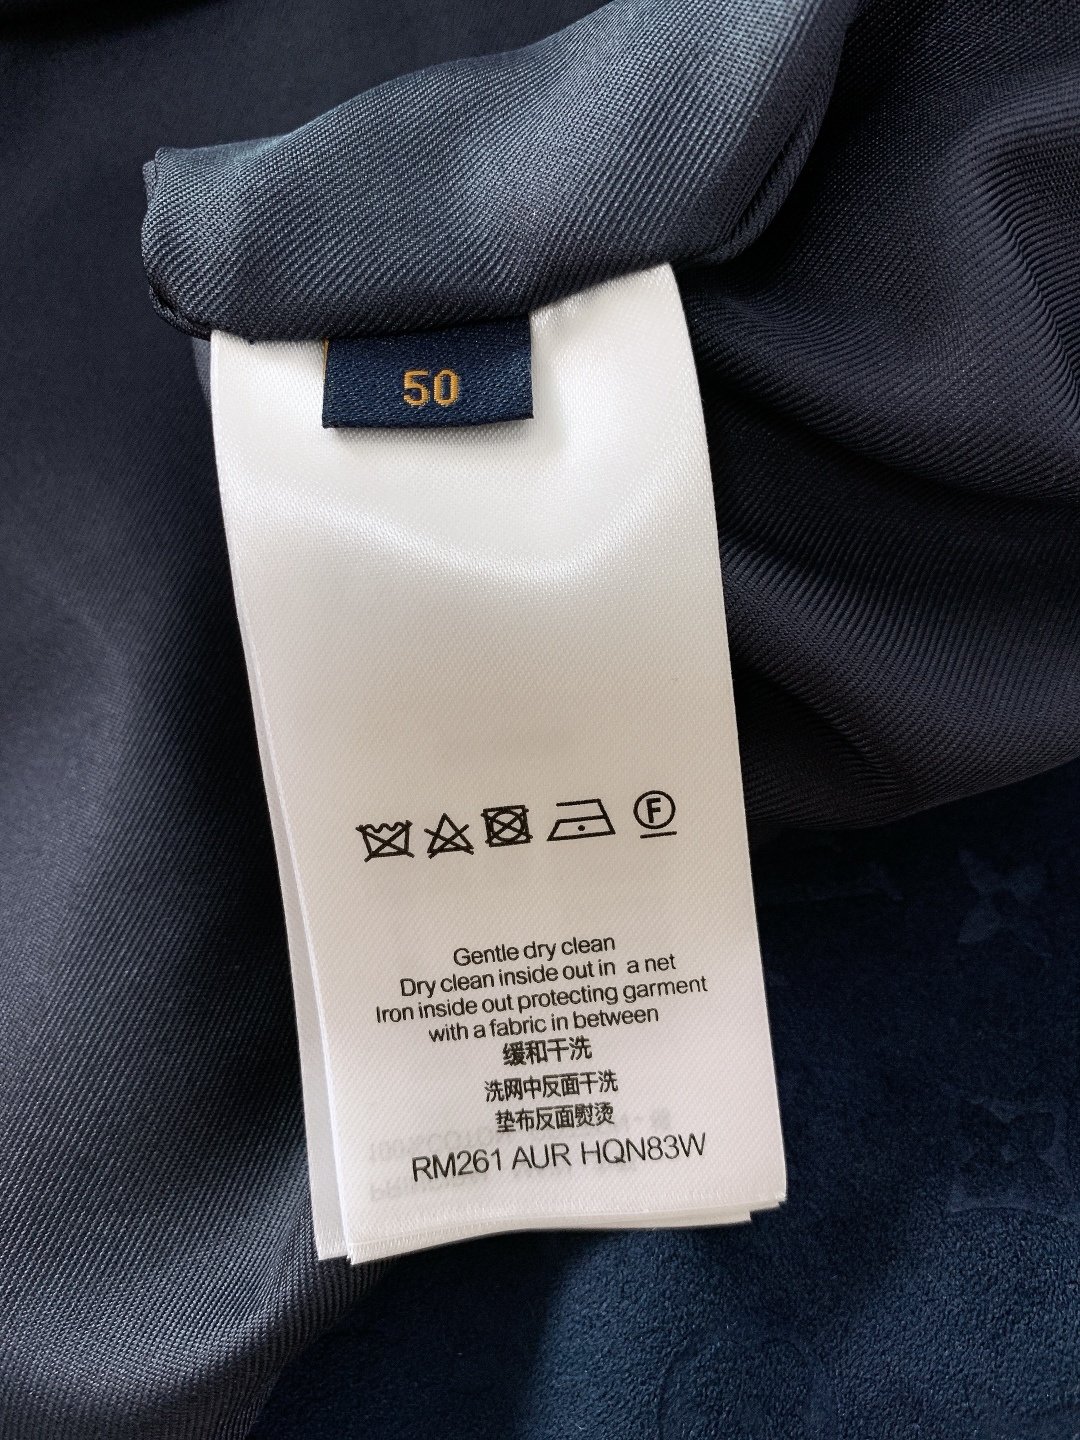 50
F
Gentle dry clean
Dry clean inside out in a net
Iron inside out protecting garment
with a fabric in between
缓和干洗
洗网中反面干洗
垫布反面熨烫
RM261 AUR HQN83W